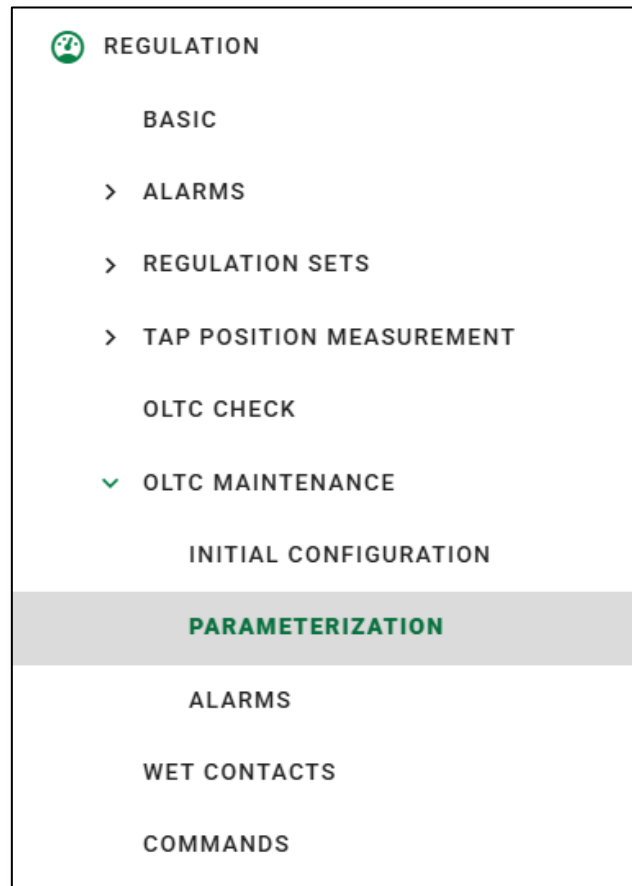 REGULATION
BASIC
ALARMS
REGULATION SETS
TAP POSITION MEASUREMENT
OLTC CHECK
OLTC MAINTENANCE
INITIAL CONFIGURATION
PARAMETERIZATION
ALARMS
WET CONTACTS
COMMANDS